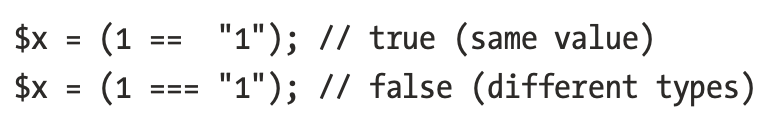 $x = (1 ==  "1"); // true (same value)
$x = (1 === "1"); // false (different types)